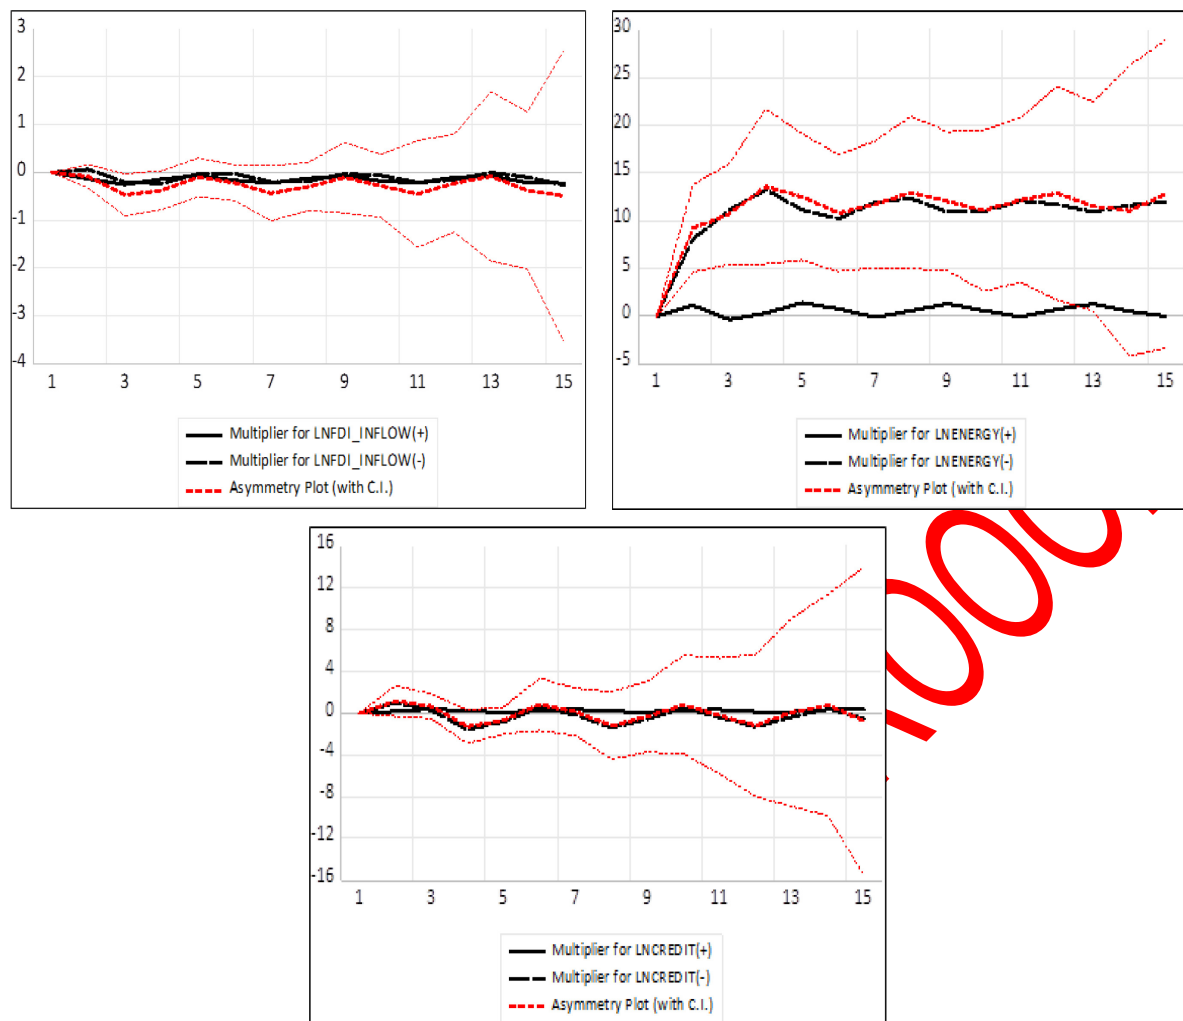 3
2
1
0
-1
-2
-3
-4
1 3 5 7 9 11 13 15
Multiplier for LNFDI_INFLOW(+)
Multiplier for LNFDI_INFLOW(-)
Asymmetry Plot (with C.I.)
30
25
20
15
10
5
0
-5
1 3 5 7 9 11 13 15
Multiplier for LNENERGY(+)
Multiplier for LNENERGY(-)
Asymmetry Plot (with C.I.)
16
12
8
4
0
-4
-8
-12
-16
1 3 5 7 9 11 13 15
Multiplier for LNCREDIT(+)
Multiplier for LNCREDIT(-)
Asymmetry Plot (with C.I.)